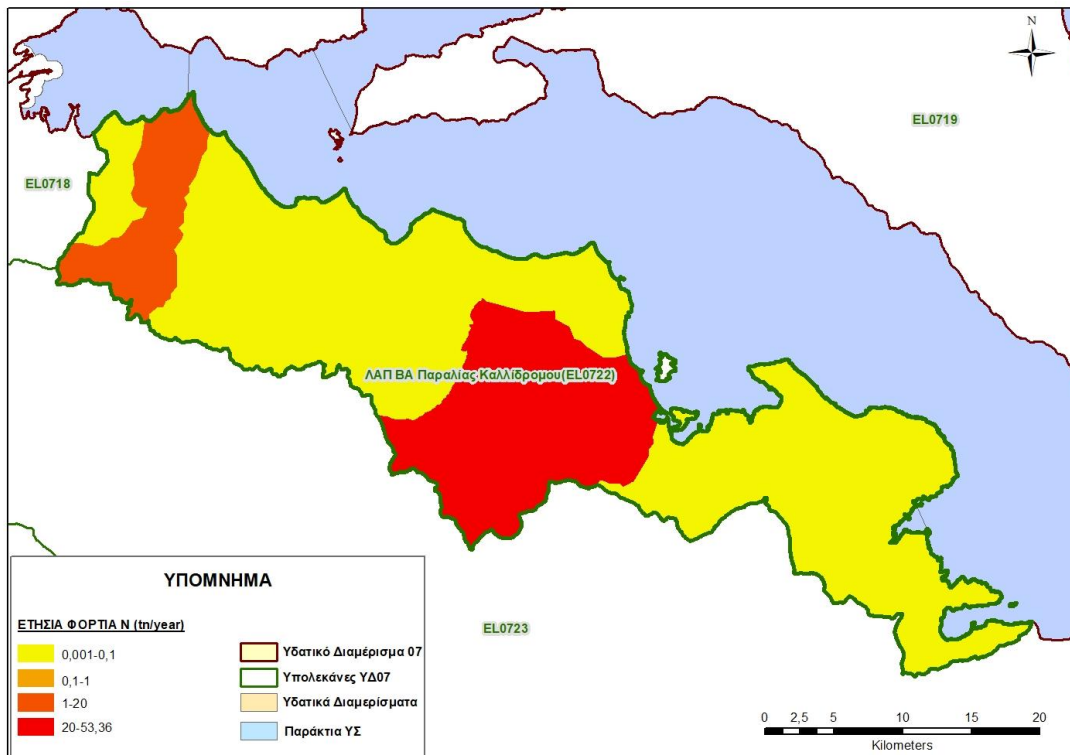 N
EL0719
EL0718
ΛΑΠ ΒΑ Παραλίας Καλλίδρομου(EL0722)
EL0723
ΥΠΟΜΝΗΜΑ
ΕΤΗΣΙΑ ΦΟΡΤΙΑ Ν (tn/year)
0,001-0,1
0,1-1
1-20
20-53,36
Υδατικό Διαμέρισμα 07
Υπολεκάνες ΥΔ07
Υδατικά Διαμερίσματα
Παράκτια ΥΣ
0 2,5 5 10 15 20
Kilometers